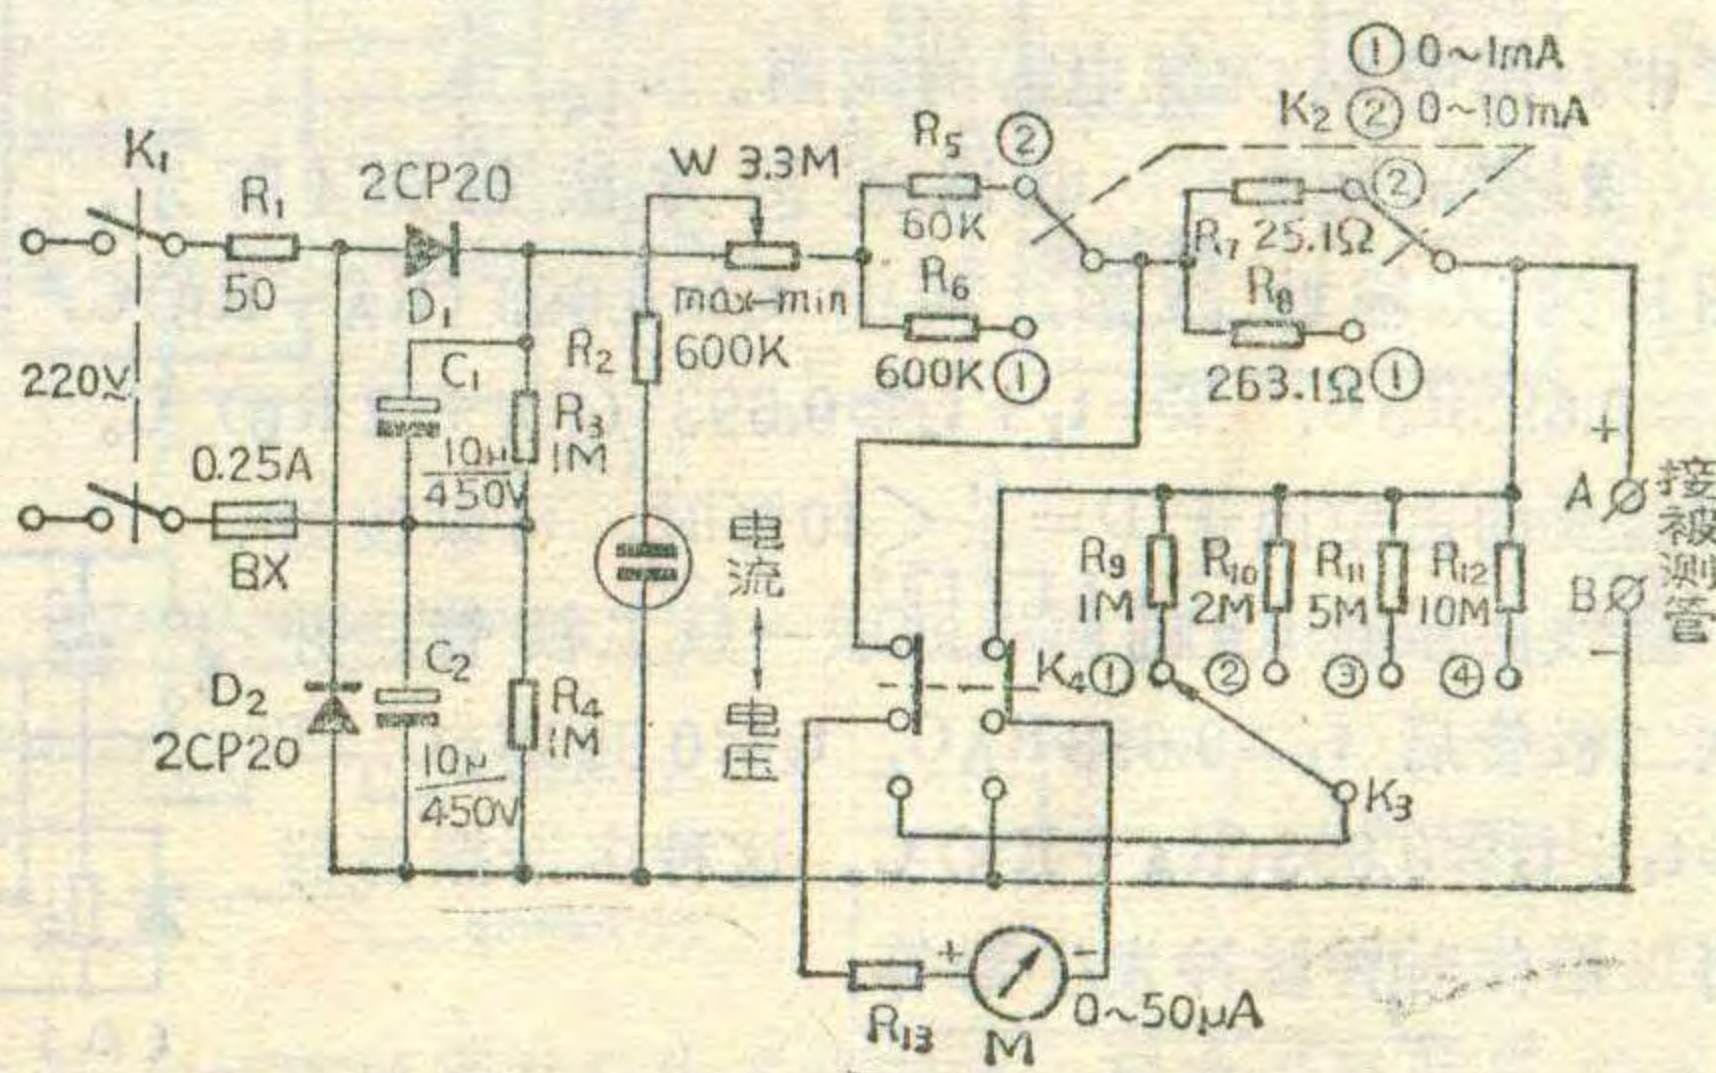 ① 0~1mA
K₂ ② 0~10mA
K₁
R₁
50
2CP20
D₁
W 3.3M
max-min
R₅ ②
60K
R₆
600K ①
②
R₇ 25.1Ω
R₈
263.1Ω ①
220V
0.25A
BX
C₁
10μ
450V
R₃
1M
R₂
600K
电流
电压
+
A
B
-
接被测管
R₉
1M
R₁₀
2M
R₁₁
5M
R₁₂
10M
K₄ ① ② ③ ④
K₃
D₂
2CP20
C₂
10μ
450V
R₄
1M
+ -
R₁₃
M
0~50μA